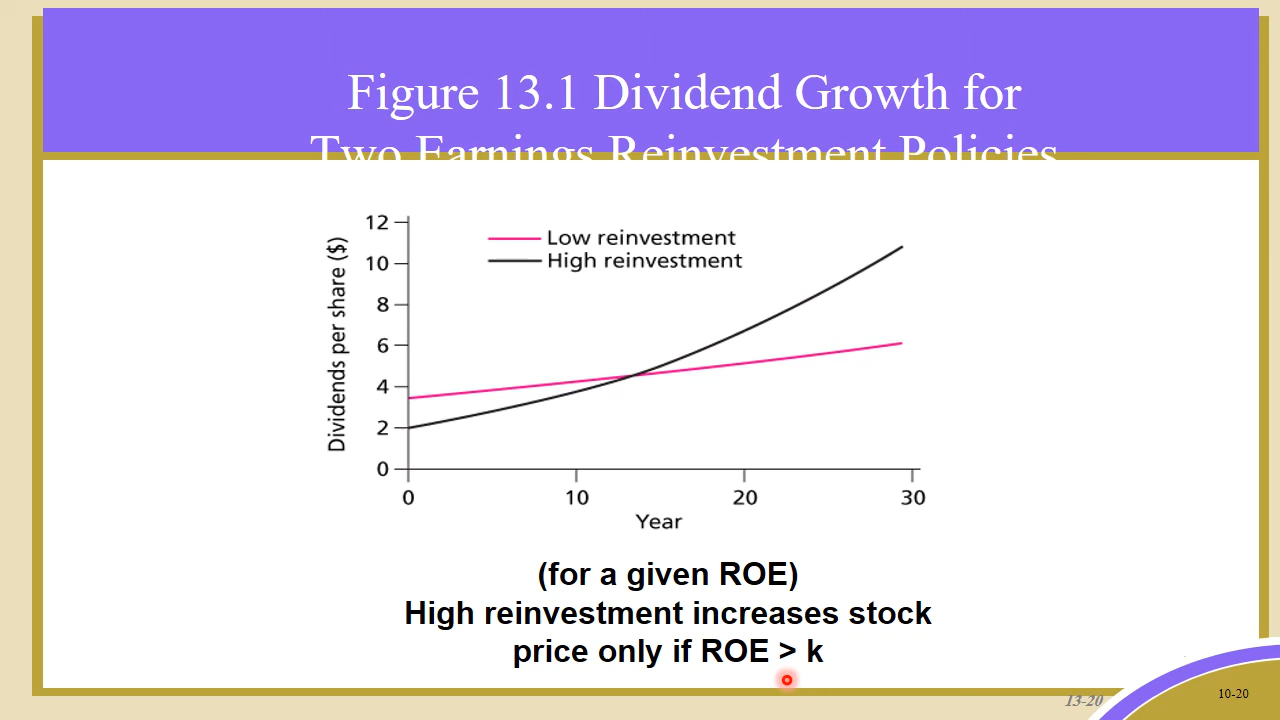 Figure 13.1 Dividend Growth for
Two Earnings Reinvestment Policies
12
10
8
6
4
2
0
Dividends per share ($)
Low reinvestment
High reinvestment
0 10 20 30
Year
(for a given ROE)
High reinvestment increases stock
price only if ROE > k
13-20
10-20